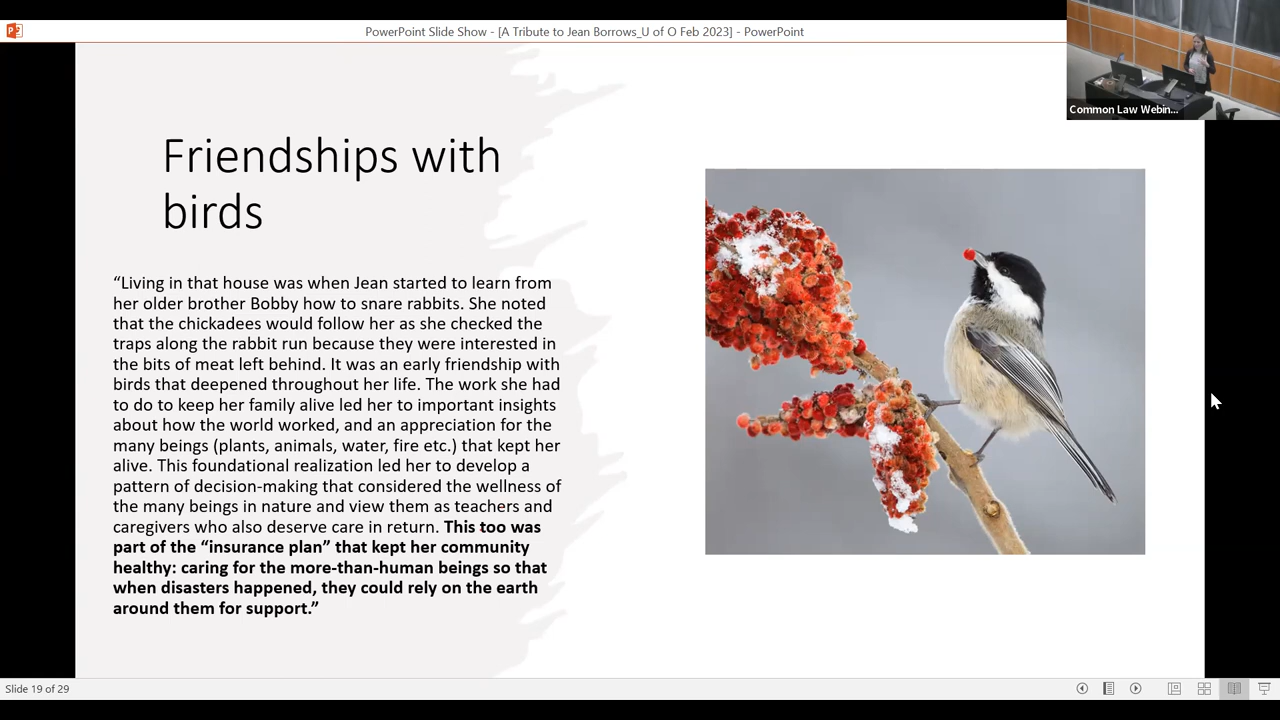 PowerPoint Slide Show - [A Tribute to Jean Borrows_U of O Feb 2023] - PowerPoint
Common Law Webin...
Friendships with
birds
“Living in that house was when Jean started to learn from
her older brother Bobby how to snare rabbits. She noted
that the chickadees would follow her as she checked the
traps along the rabbit run because they were interested in
the bits of meat left behind. It was an early friendship with
birds that deepened throughout her life. The work she had
to do to keep her family alive led her to important insights
about how the world worked, and an appreciation for the
many beings (plants, animals, water, fire etc.) that kept her
alive. This foundational realization led her to develop a
pattern of decision-making that considered the wellness of
the many beings in nature and view them as teachers and
caregivers who also deserve care in return. This too was
part of the “insurance plan” that kept her community
healthy: caring for the more-than-human beings so that
when disasters happened, they could rely on the earth
around them for support.”
Slide 19 of 29